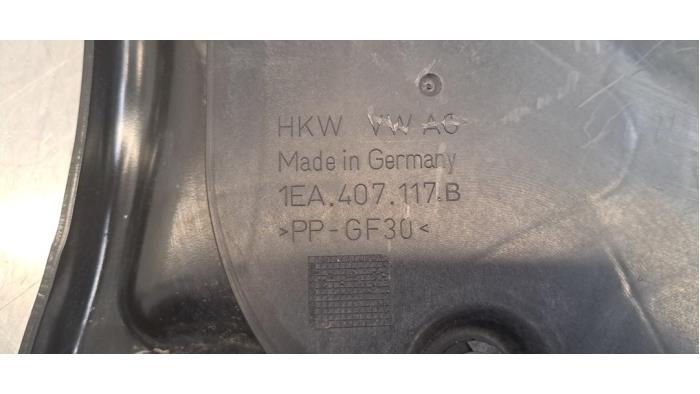 HKW VW AG
Made in Germany
1EA.407.117.B
>PP-GF30<